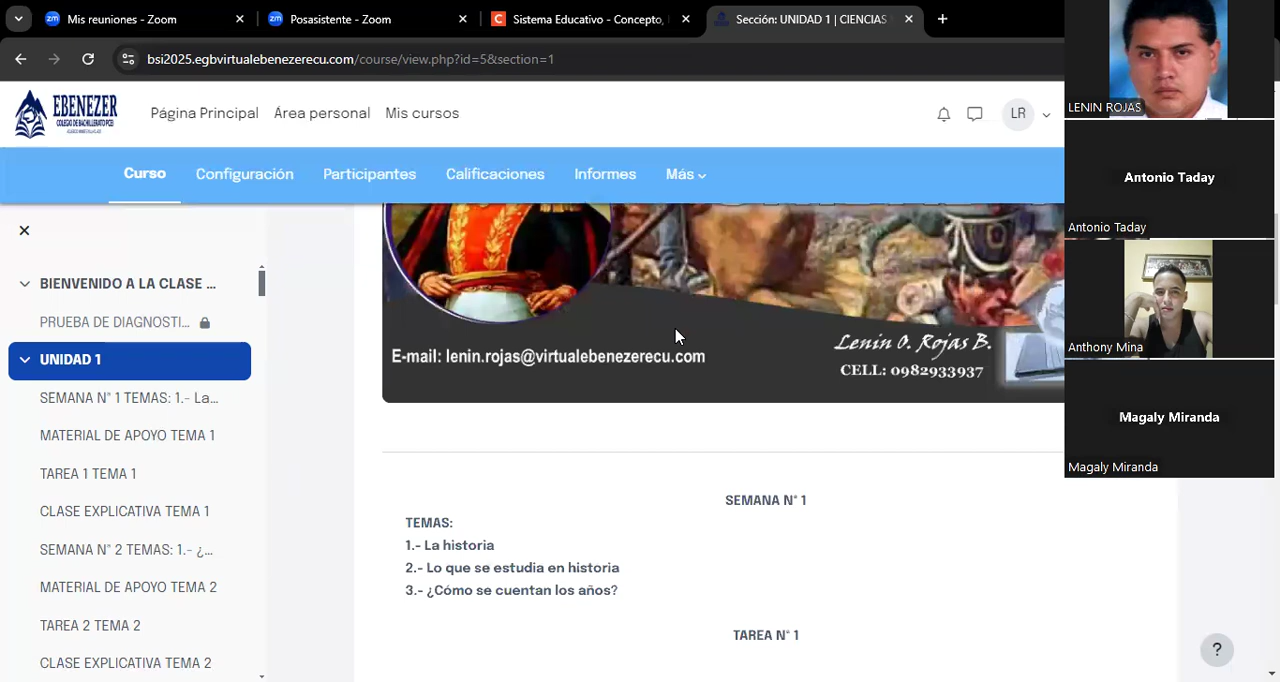 Mis reuniones - Zoom
Posasistente - Zoom
Sistema Educativo - Concepto,
Sección: UNIDAD 1 | CIENCIAS
bsi2025.egbvirtualebenezerecu.com/course/view.php?id=5&section=1
EBENEZER
COLEGIO DE BACHILLERATO PCEI
Página Principal
Área personal
Mis cursos
LR
Curso
Configuración
Participantes
Calificaciones
Informes
Más
BIENVENIDO A LA CLASE ...
PRUEBA DE DIAGNOSTI...
UNIDAD 1
SEMANA N° 1 TEMAS: 1.- La...
MATERIAL DE APOYO TEMA 1
TAREA 1 TEMA 1
CLASE EXPLICATIVA TEMA 1
SEMANA N° 2 TEMAS: 1.- ¿...
MATERIAL DE APOYO TEMA 2
TAREA 2 TEMA 2
CLASE EXPLICATIVA TEMA 2
E-mail: lenin.rojas@virtualebenezerecu.com
Lenin O. Rojas B.
CELL: 0982933937
SEMANA N° 1
TEMAS:
1.- La historia
2.- Lo que se estudia en historia
3.- ¿Cómo se cuentan los años?
TAREA N° 1
?
LENIN ROJAS
Antonio Taday
Antonio Taday
Anthony Mina
Magaly Miranda
Magaly Miranda